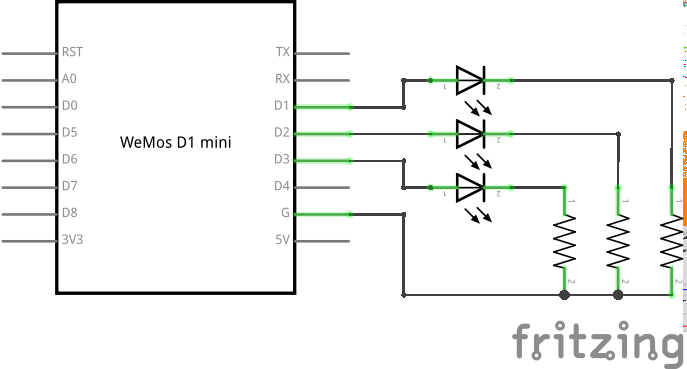 RST TX
A0 RX
D0 D1
D5 WeMos D1 mini D2
D6 D3
D7 D4
D8 G
3V3 5V
1 2
1 2
1 2
1 1 1
2 2 2
fritzing